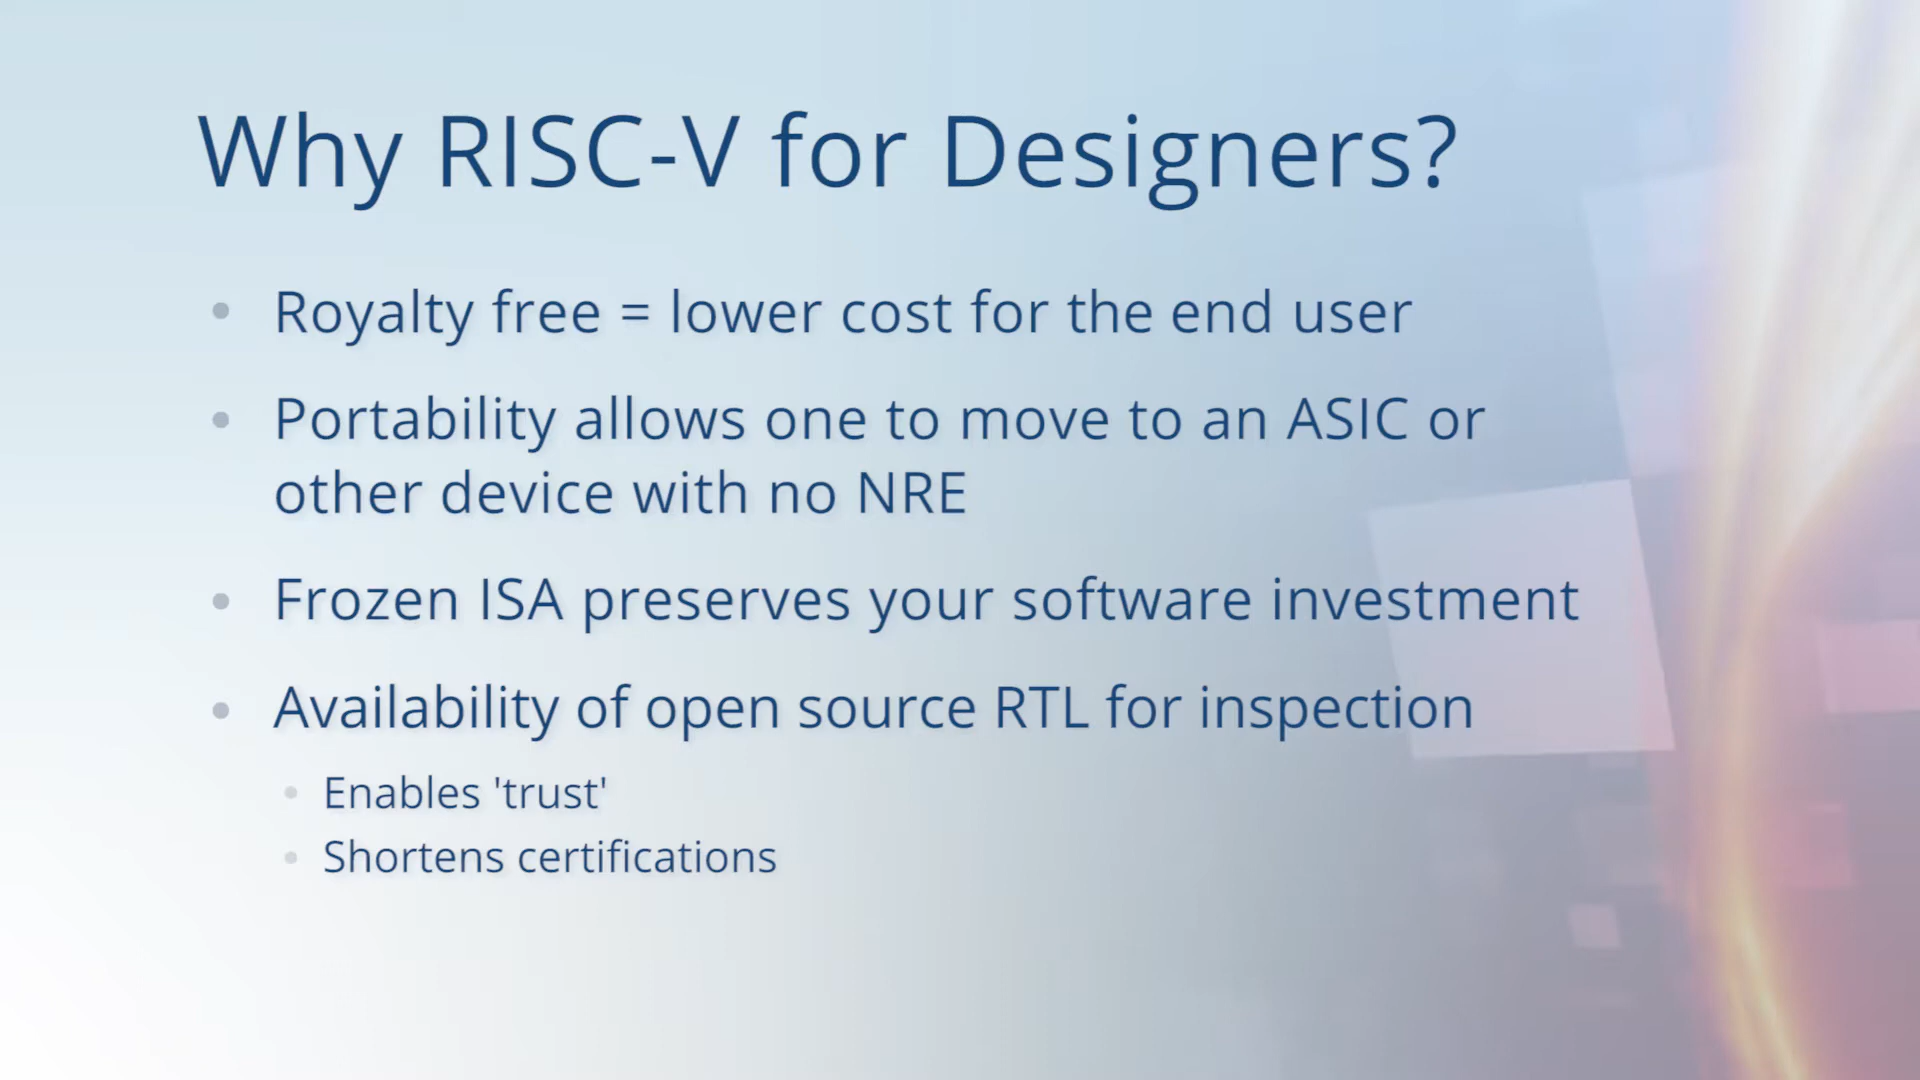 Why RISC-V for Designers?
• Royalty free = lower cost for the end user
• Portability allows one to move to an ASIC or
other device with no NRE
• Frozen ISA preserves your software investment
• Availability of open source RTL for inspection
• Enables 'trust'
• Shortens certifications